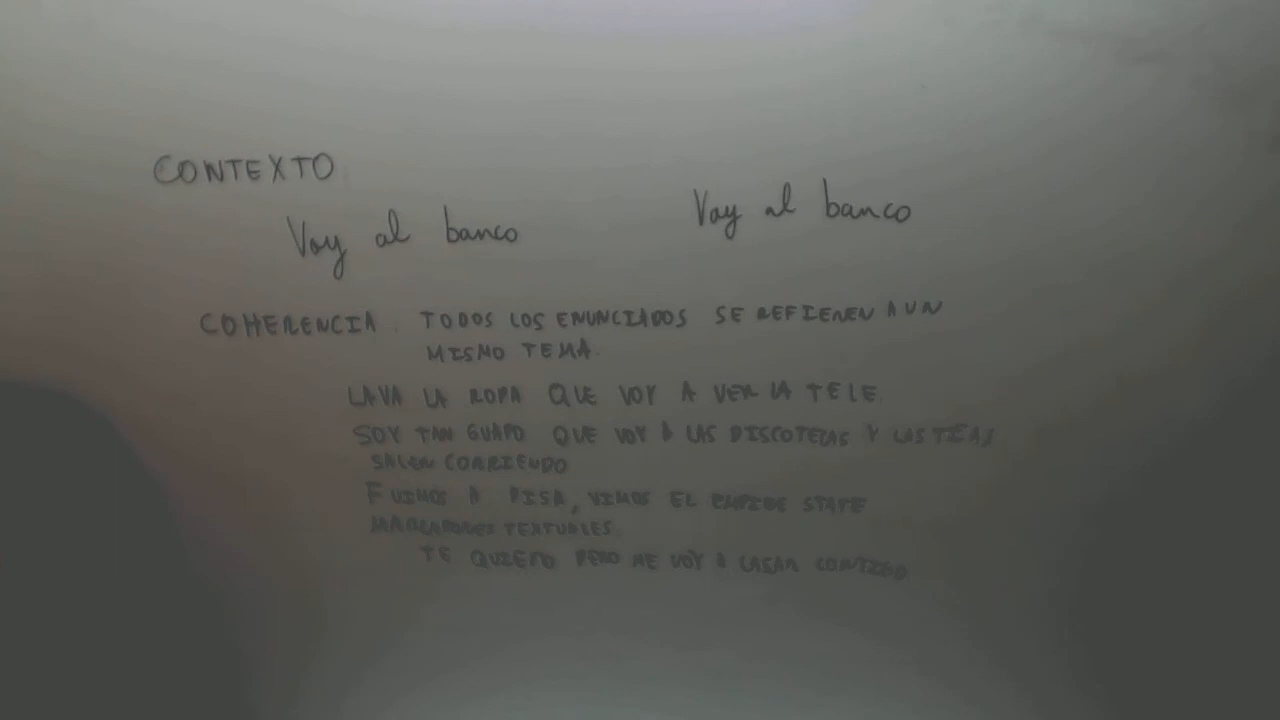 CONTEXTO
Voy al banco Voy al banco
COHERENCIA. TODOS LOS ENUNCIADOS SE REFIEREN A UN
MISMO TEMA.
LAVA LA ROPA QUE VOY A VER LA TELE.
SOY TAN GUAPO QUE VOY A LAS DISCOTECAS Y LAS TÍAS
SALEN CORRIENDO
FUIMOS A PISA, VIMOS EL EMPIRE STATE
MARCADORES TEXTUALES
TE QUIERO PERO ME VOY A CASAR CONTIGO